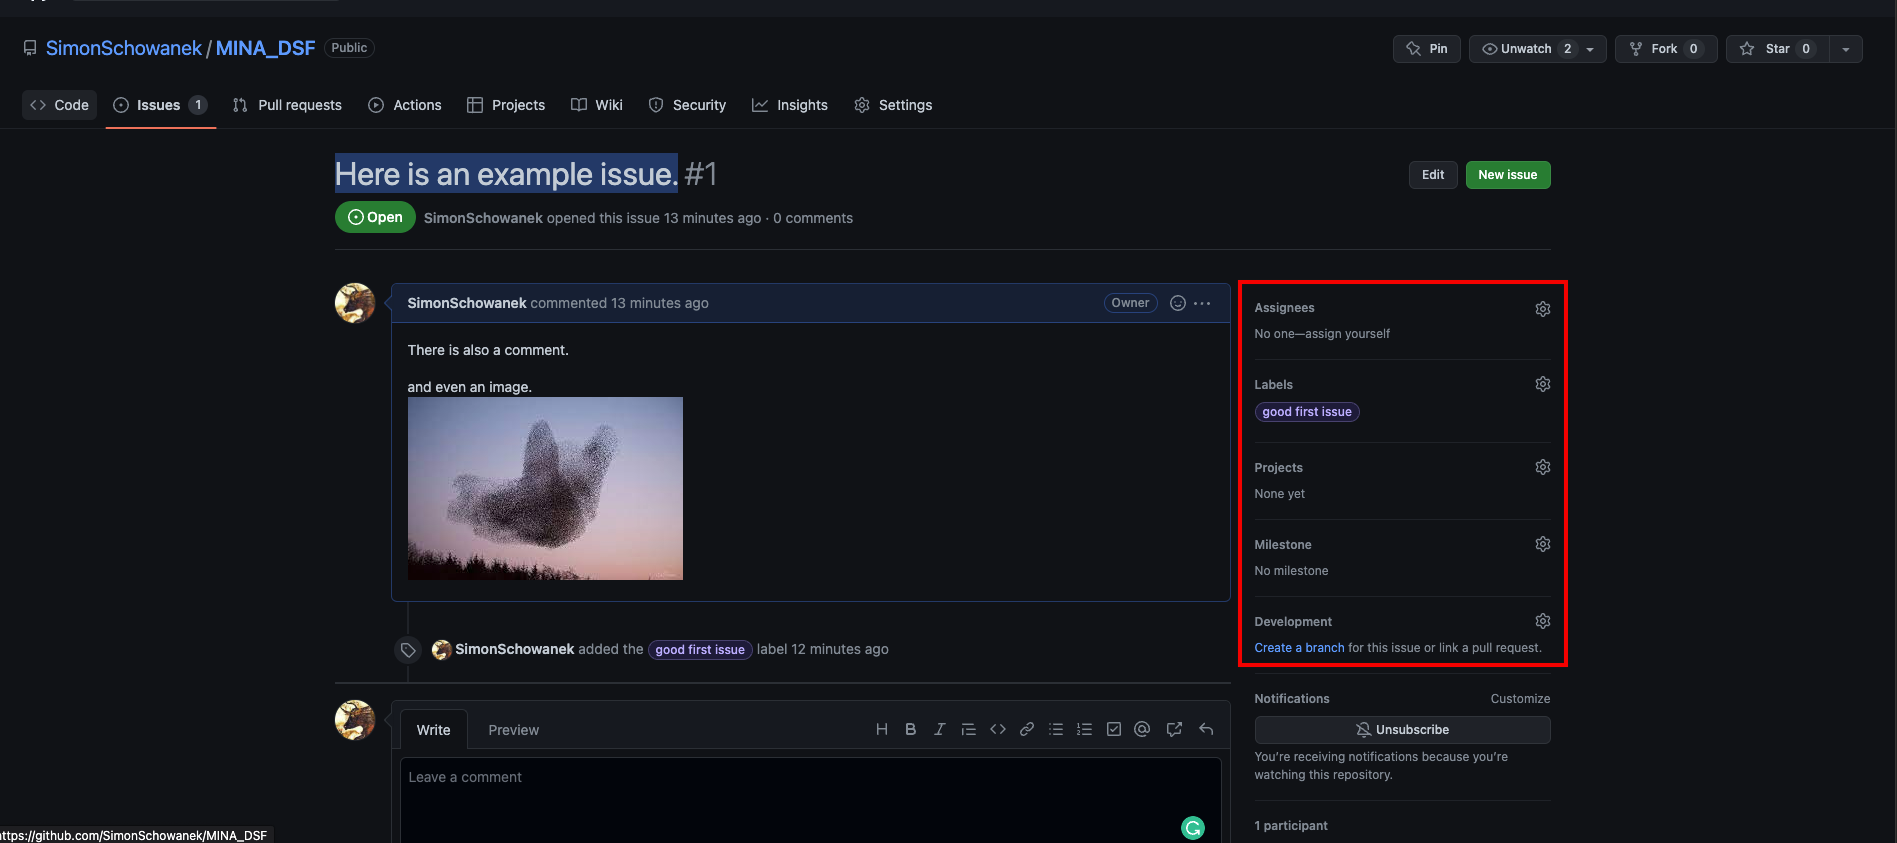 SimonSchowanek / MINA_DSF Public
Pin Unwatch 2 Fork 0 Star 0
Code Issues 1 Pull requests Actions Projects Wiki Security Insights Settings
Here is an example issue. #1
Edit New issue
Open SimonSchowanek opened this issue 13 minutes ago · 0 comments
SimonSchowanek commented 13 minutes ago Owner
There is also a comment.
and even an image.
SimonSchowanek added the good first issue label 12 minutes ago
Write Preview
Leave a comment
Assignees
No one—assign yourself
Labels
good first issue
Projects
None yet
Milestone
No milestone
Development
Create a branch for this issue or link a pull request.
Notifications Customize
Unsubscribe
You're receiving notifications because you're
watching this repository.
1 participant
https://github.com/SimonSchowanek/MINA_DSF